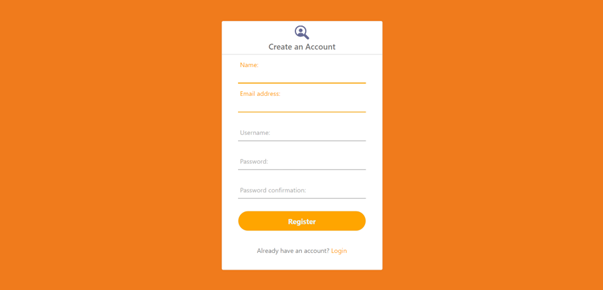 Create an Account
Name:
Email address:
Username:
Password:
Password confirmation:
Register
Already have an account? Login